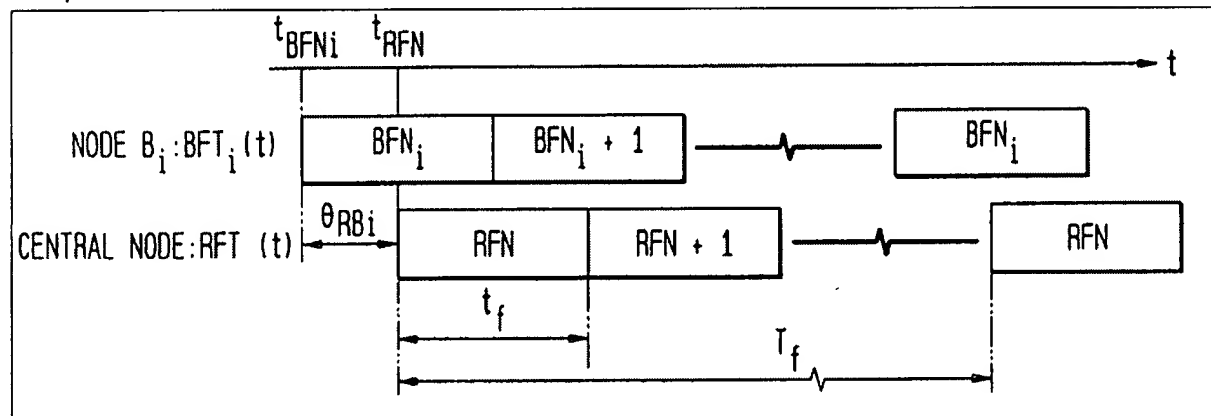 t_BFNi t_RFN
t
NODE B_i:BFT_i(t) BFN_i BFN_i + 1 BFN_i
θ_RBi
CENTRAL NODE:RFT (t) RFN RFN + 1 RFN
t_f
T_f